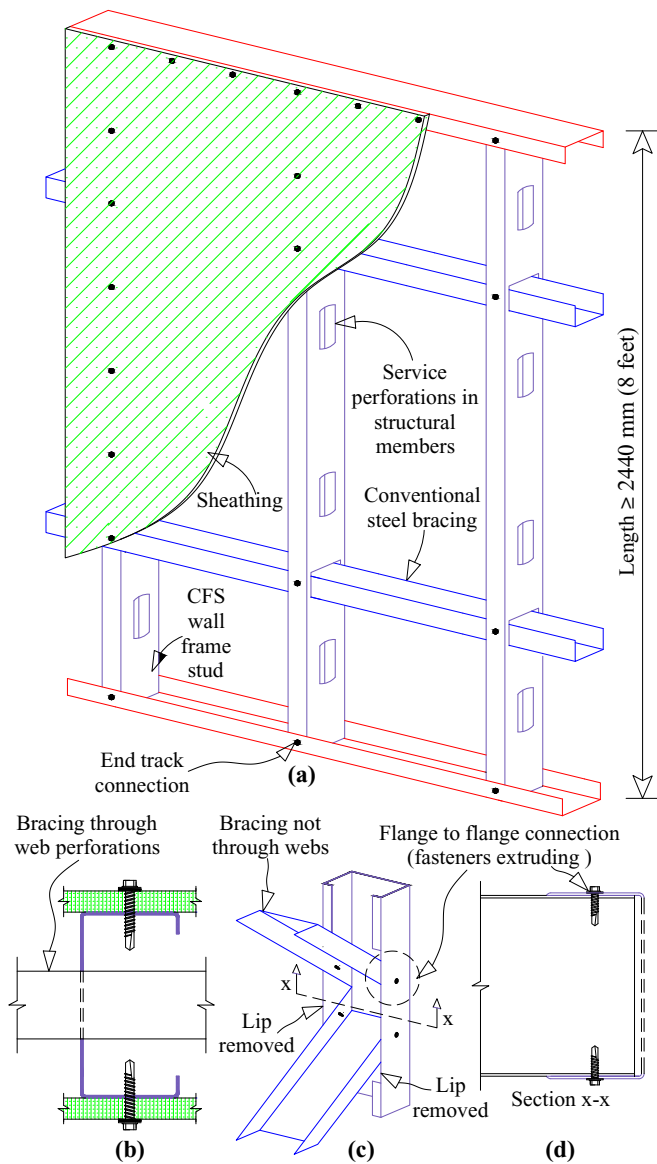 Length ≥ 2440 mm (8 feet)
Service
perforations in
structural
members
Sheathing
Conventional
steel bracing
CFS
wall
frame
stud
End track
connection
(a)
Bracing through
web perforations
(b)
Bracing not
through webs
Flange to flange connection
(fasteners extruding )
x
x
Lip
removed
Lip
removed
(c)
Section x-x
(d)